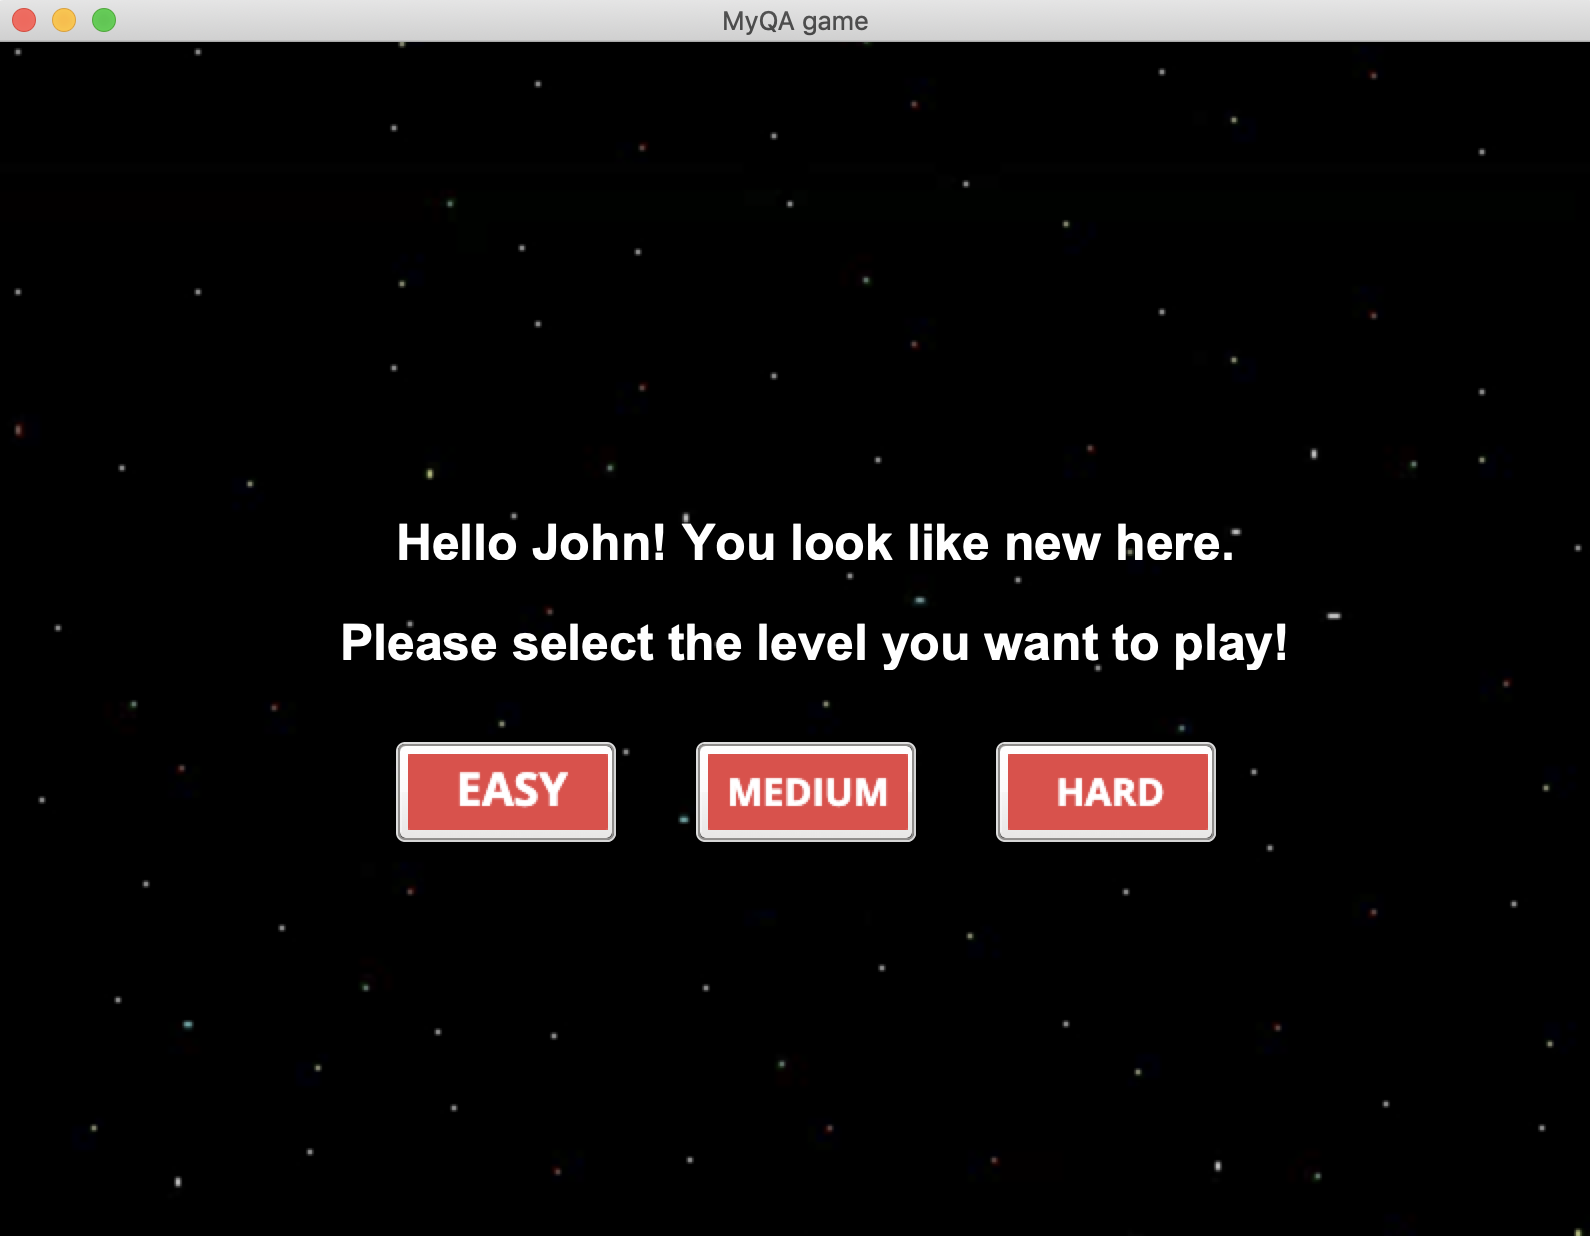 MyQA game
Hello John! You look like new here.
Please select the level you want to play!
EASY MEDIUM HARD